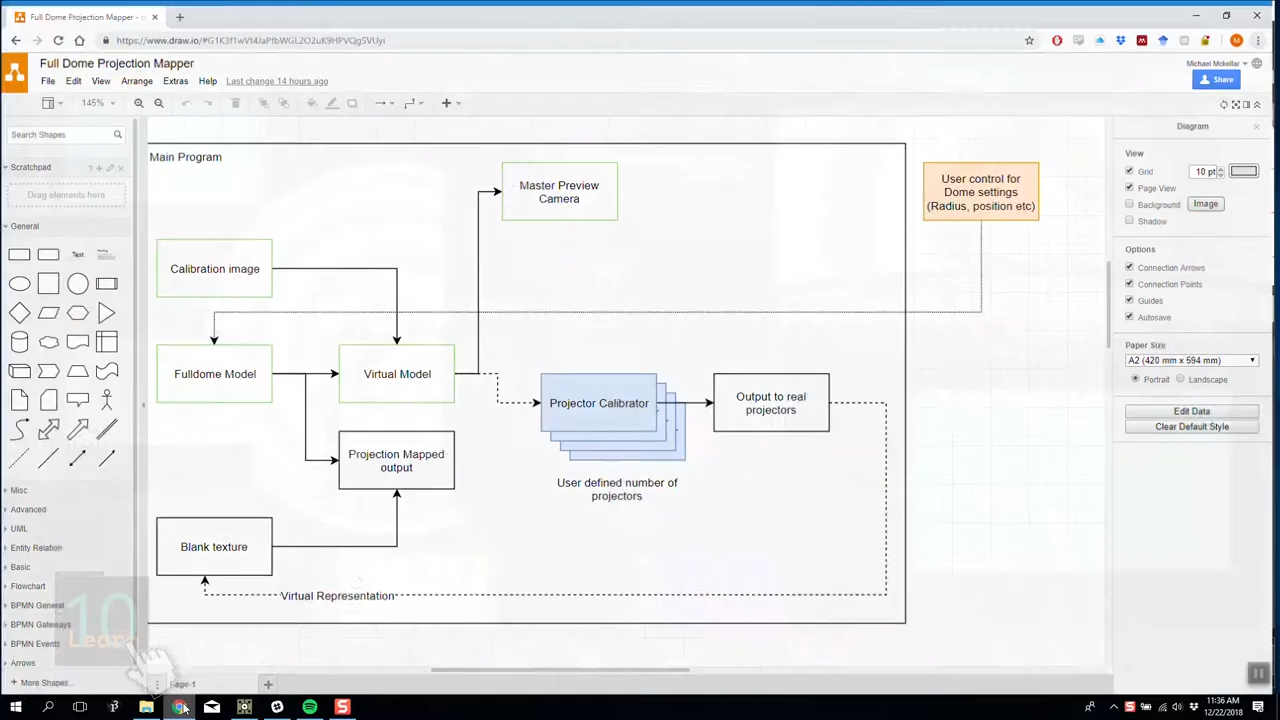 Full Dome Projection Mapper - d
https://www.draw.io/#G1K3f1wVt4JaPfbWGL2O2uK9HPVQgSVUyi
M
Full Dome Projection Mapper
Michael Mckellar
File Edit View Arrange Extras Help Last change 14 hours ago
Share
145%
Search Shapes
Scratchpad
Drag elements here
General
Text
Misc
Advanced
UML
Entity Relation
Basic
Flowchart
BPMN General
BPMN Gateways
BPMN Events
Arrows
More Shapes...
Main Program
Master Preview
Camera
User control for
Dome settings
(Radius, position etc)
Calibration image
Fulldome Model
Virtual Model
Projector Calibrator
Output to real
projectors
Projection Mapped
output
User defined number of
projectors
Blank texture
Virtual Representation
Diagram
View
Grid
10 pt
Page View
Background
Image
Shadow
Options
Connection Arrows
Connection Points
Guides
Autosave
Paper Size
A2 (420 mm x 594 mm)
Portrait
Landscape
Edit Data
Clear Default Style
10
Learn
Page-1
11:36 AM
12/22/2018